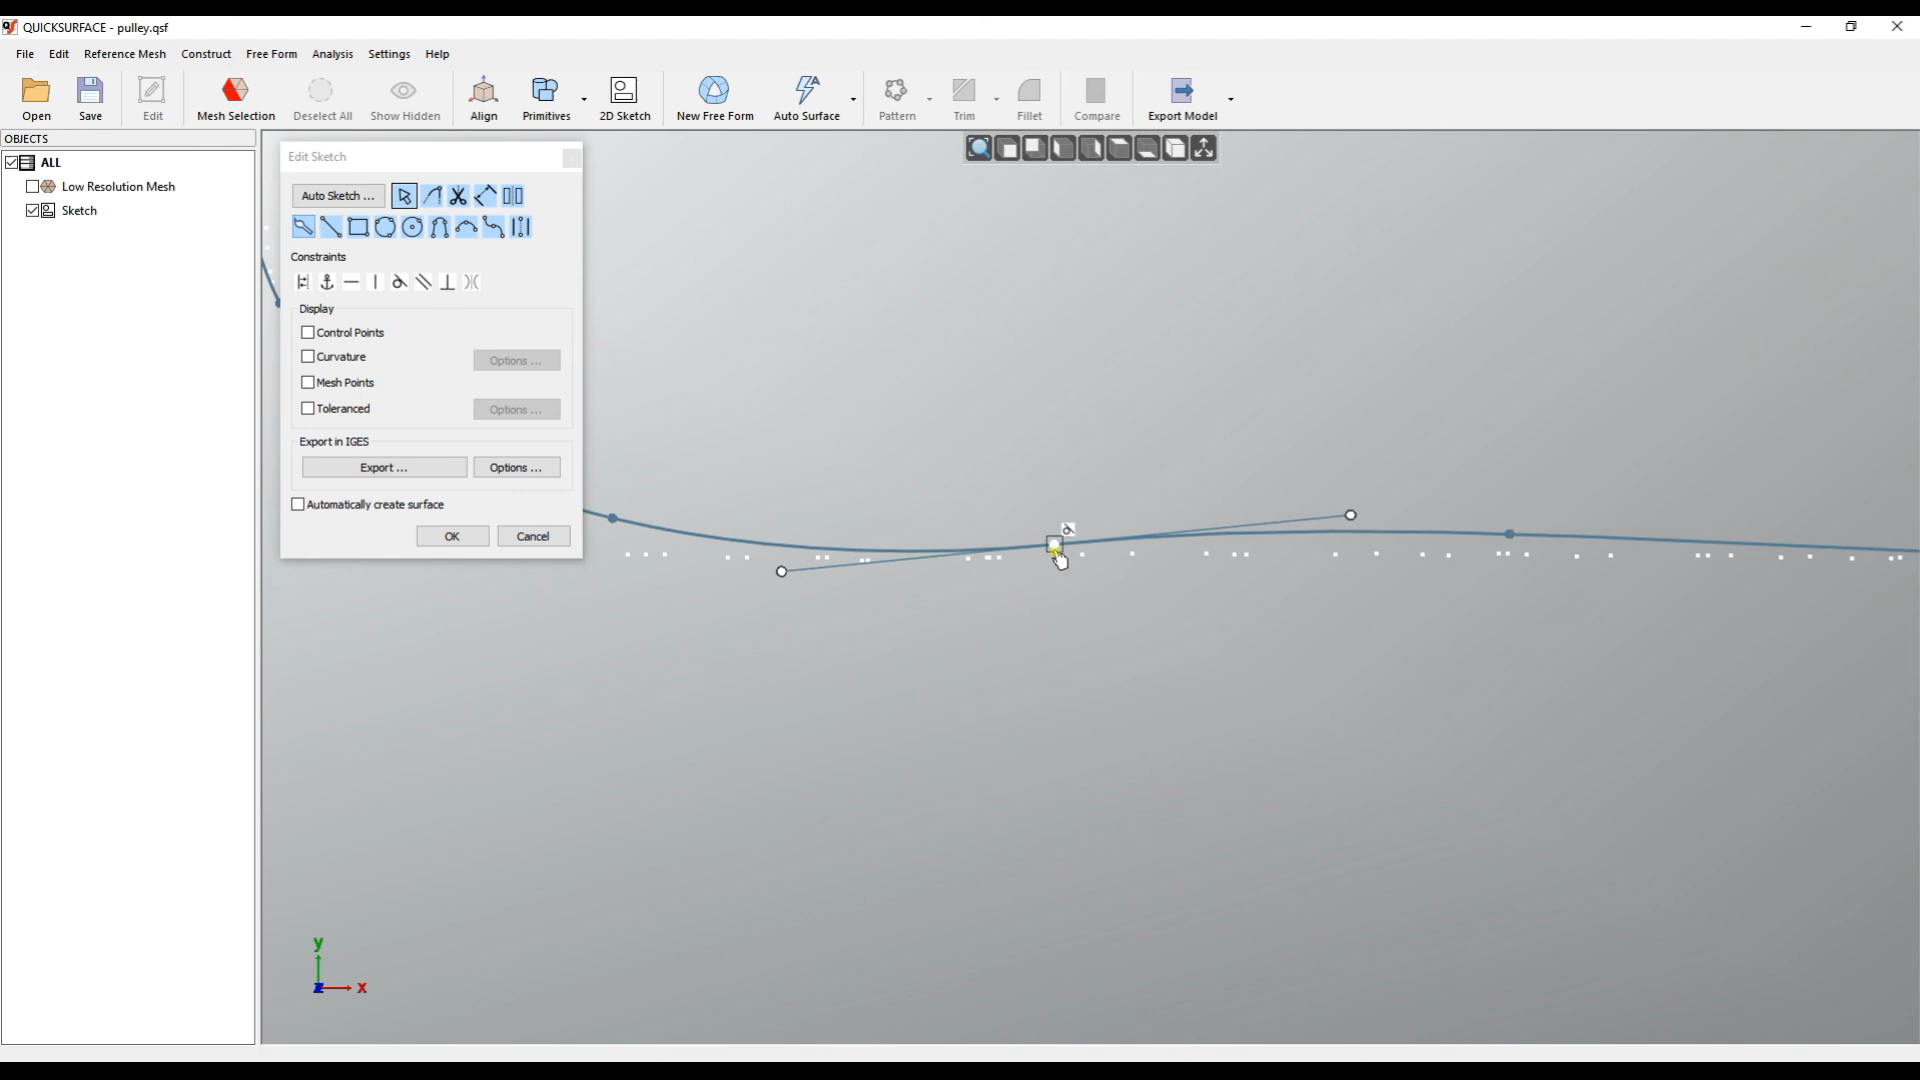 QUICKSURFACE - pulley.qsf
File Edit Reference Mesh Construct Free Form Analysis Settings Help
Open Save Edit Mesh Selection Deselect All Show Hidden Align Primitives 2D Sketch New Free Form Auto Surface Pattern Trim Fillet Compare Export Model
OBJECTS
ALL
Low Resolution Mesh
Sketch
Edit Sketch
Auto Sketch ...
Constraints
Display
Control Points
Curvature Options ...
Mesh Points
Toleranced Options ...
Export in IGES
Export ... Options ...
Automatically create surface
OK Cancel
y
z x